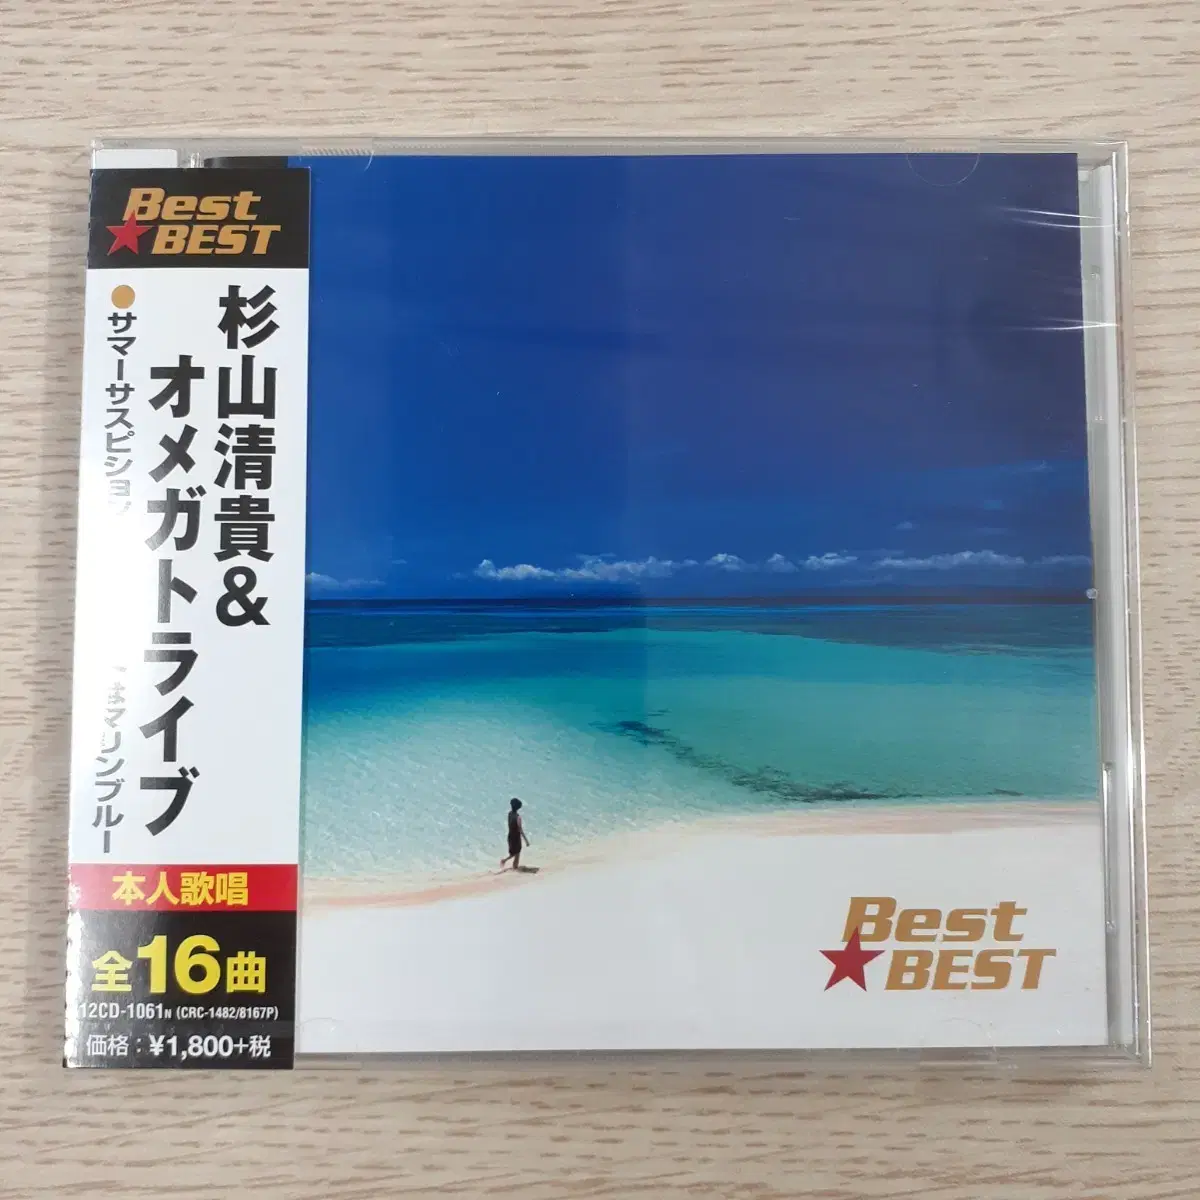 Best
★BEST
杉山清貴&
オメガトライブ
●サマーサスピション
はマリンブルー
本人歌唱
全16曲
12CD-1061N (CRC-1482/8167P)
価格:¥1,800+税
Best
★BEST